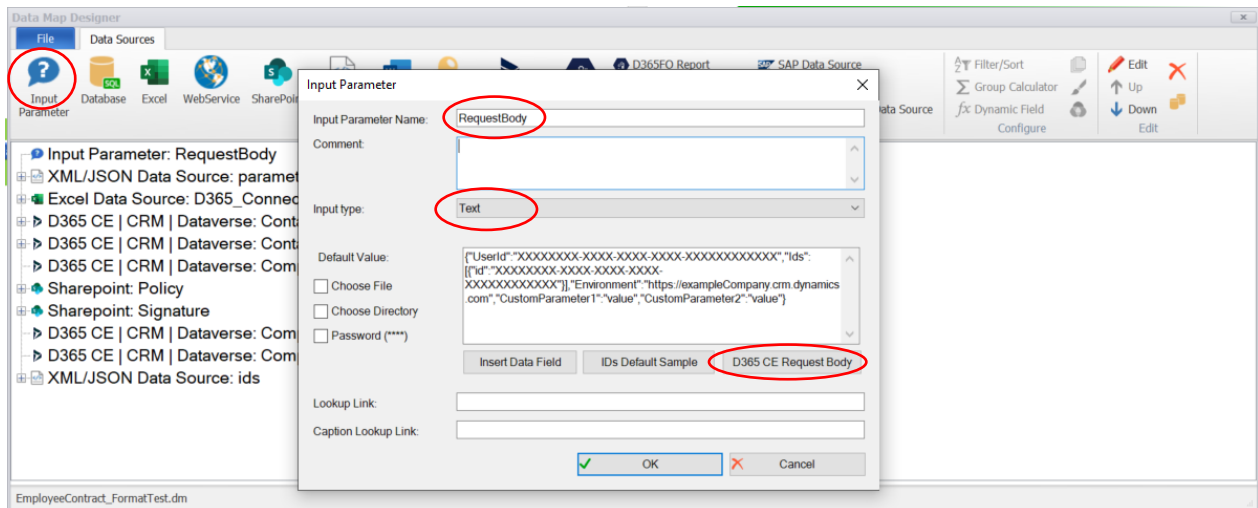 Data Map Designer
File
Data Sources
Input
Parameter
SQL
Database
Excel
WebService
D365FO Report
SAP Data Source
Data Source
Filter/Sort
Group Calculator
fx Dynamic Field
Configure
Edit
Up
Down
Edit
Input Parameter: RequestBody
XML/JSON Data Source: paramet
Excel Data Source: D365_Connec
D365 CE | CRM | Dataverse: Conta
D365 CE | CRM | Dataverse: Conta
D365 CE | CRM | Dataverse: Com
Sharepoint: Policy
Sharepoint: Signature
D365 CE | CRM | Dataverse: Com
D365 CE | CRM | Dataverse: Comp
XML/JSON Data Source: ids
Input Parameter
Input Parameter Name:
RequestBody
Comment:
Input type:
Text
Default Value:
{"UserId":"XXXXXXXX-XXXX-XXXX-XXXX-XXXXXXXXXXXXX","Ids":
[{"id":"XXXXXXXX-XXXX-XXXX-XXXX-
XXXXXXXXXXXX"}],"Environment":"https://exampleCompany.crm.dynamics
.com","CustomParameter1":"value","CustomParameter2":"value"}
Choose File
Choose Directory
Password (****)
Insert Data Field
IDs Default Sample
D365 CE Request Body
Lookup Link:
Caption Lookup Link:
OK
Cancel
EmployeeContract_FormatTest.dm